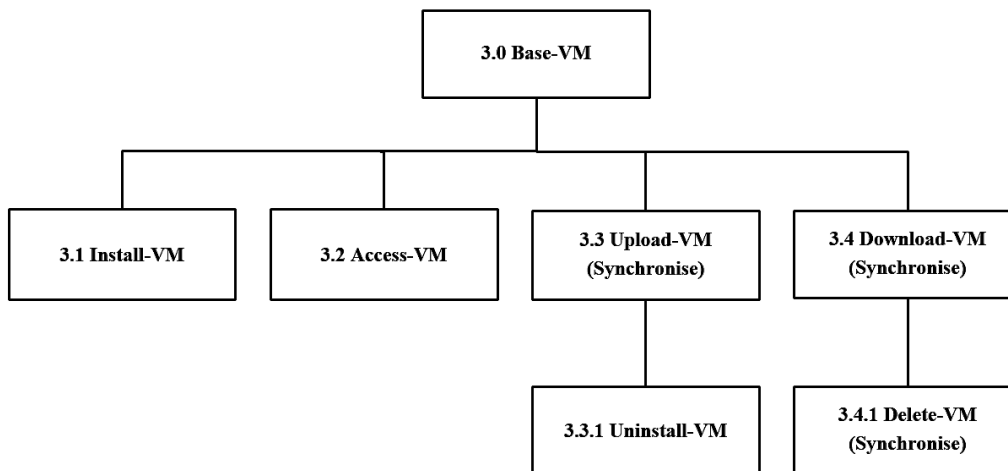 3.0 Base-VM
3.1 Install-VM
3.2 Access-VM
3.3 Upload-VM
(Synchronise)
3.4 Download-VM
(Synchronise)
3.3.1 Uninstall-VM
3.4.1 Delete-VM
(Synchronise)